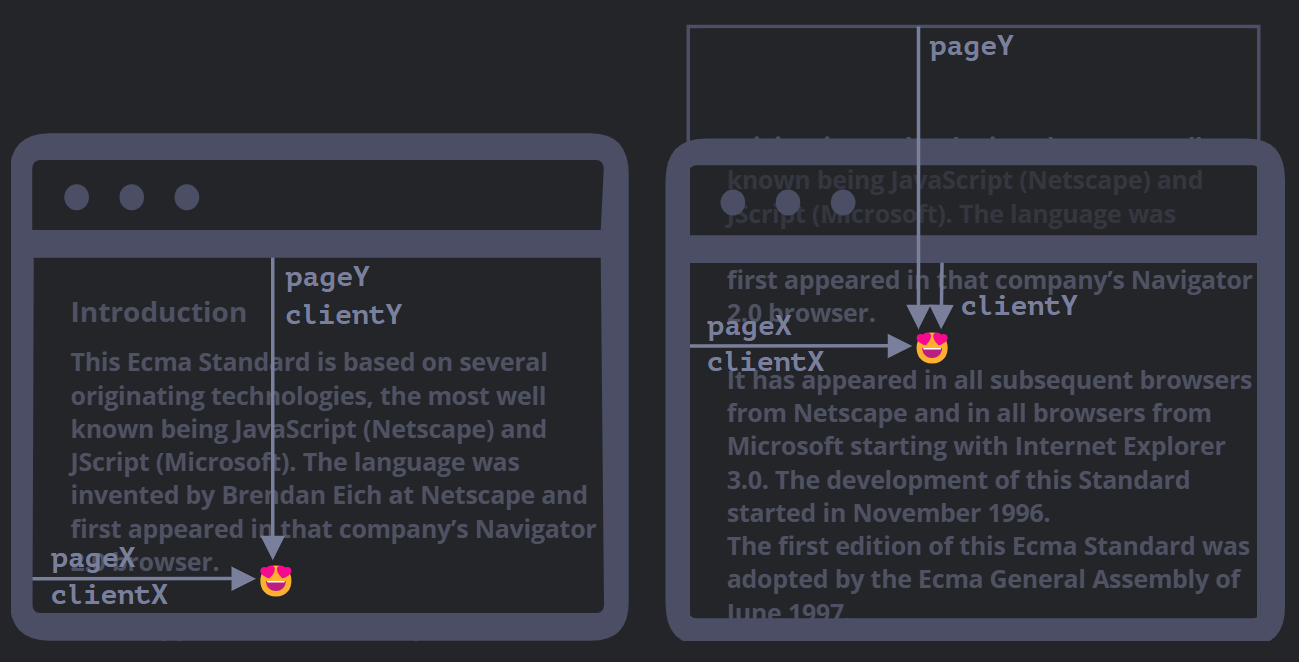 pageY
clientY
Introduction
This Ecma Standard is based on several
originating technologies, the most well
known being JavaScript (Netscape) and
JScript (Microsoft). The language was
invented by Brendan Eich at Netscape and
first appeared in that company’s Navigator
2.0 browser.
pageX
clientX
pageY
known being JavaScript (Netscape) and
JScript (Microsoft). The language was
first appeared in that company’s Navigator
2.0 browser.
clientY
pageX
clientX
It has appeared in all subsequent browsers
from Netscape and in all browsers from
Microsoft starting with Internet Explorer
3.0. The development of this Standard
started in November 1996.
The first edition of this Ecma Standard was
adopted by the Ecma General Assembly of
June 1997.